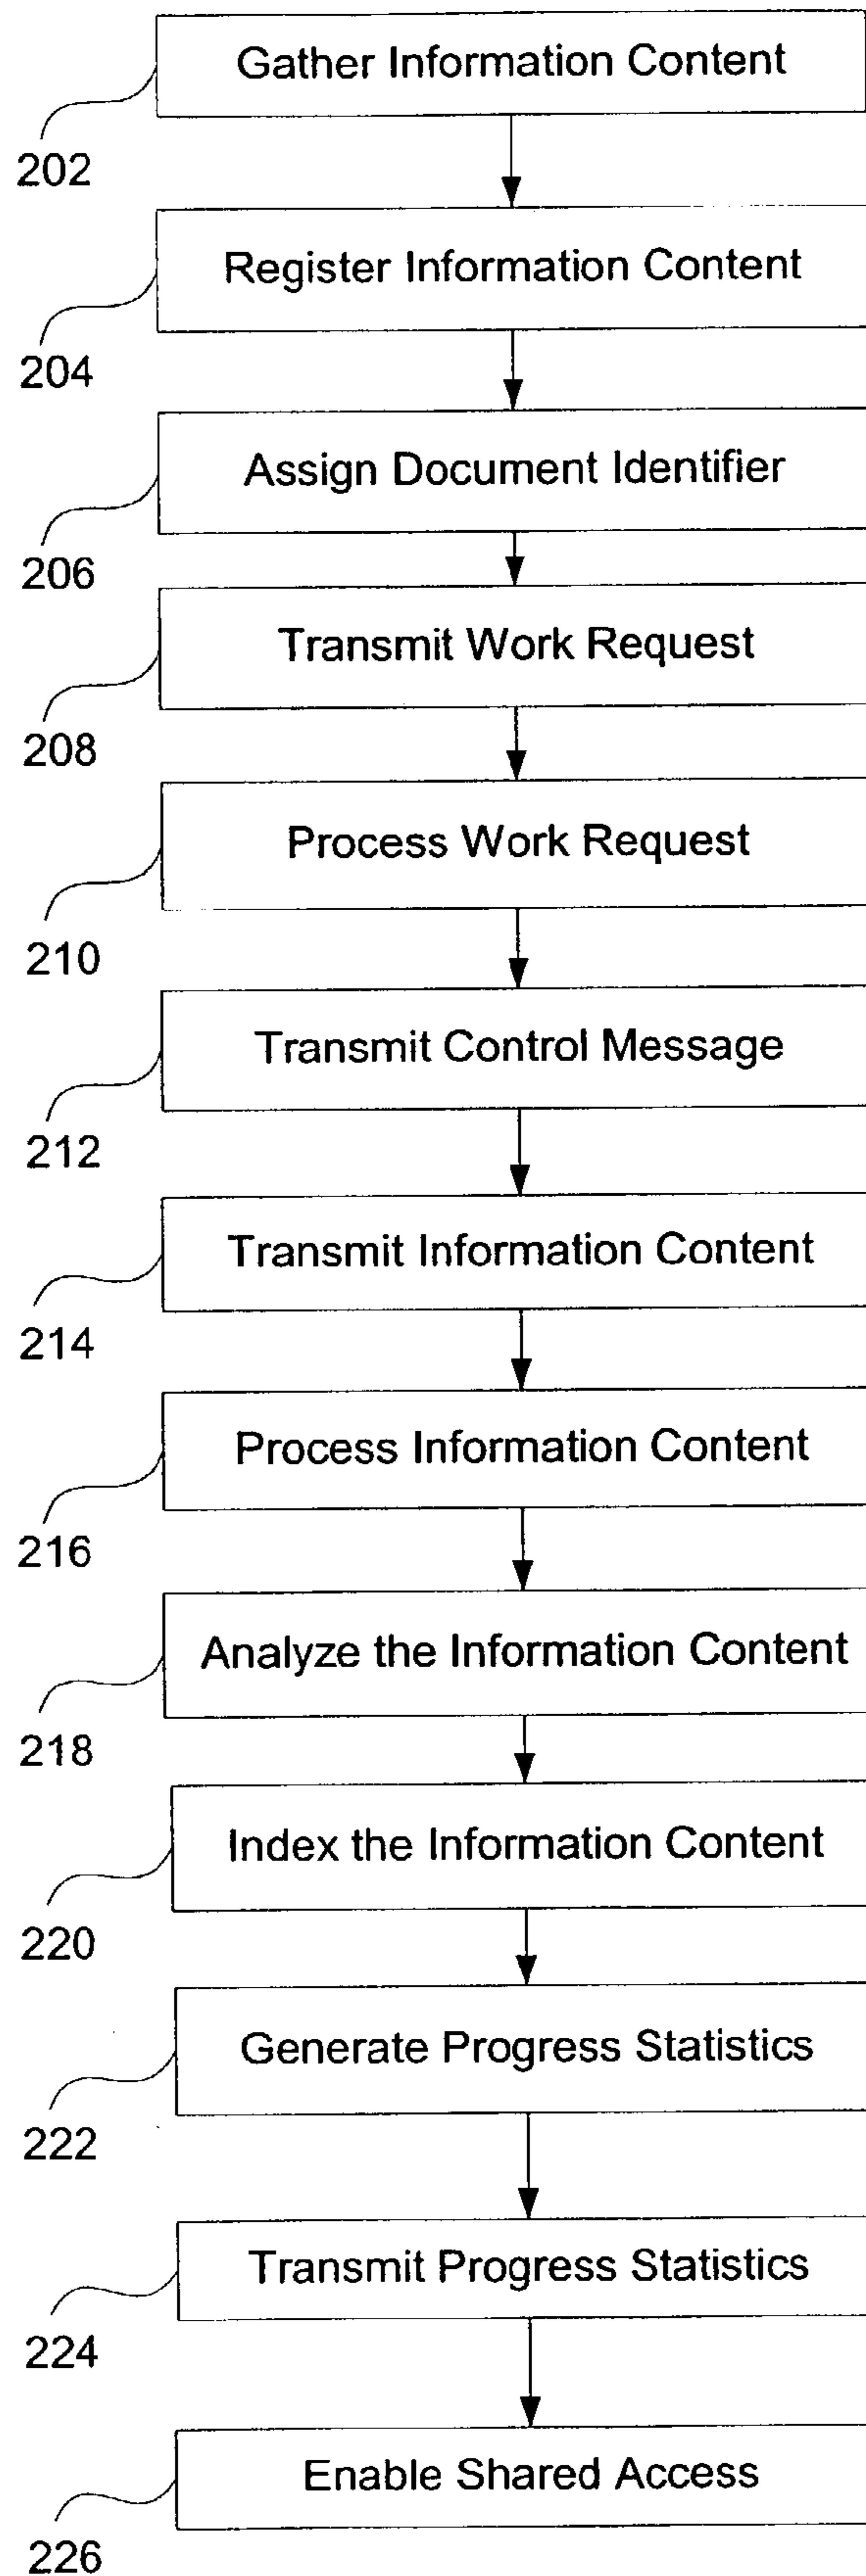 Gather Information Content
202
Register Information Content
204
Assign Document Identifier
206
Transmit Work Request
208
Process Work Request
210
Transmit Control Message
212
Transmit Information Content
214
Process Information Content
216
Analyze the Information Content
218
Index the Information Content
220
Generate Progress Statistics
222
Transmit Progress Statistics
224
Enable Shared Access
226